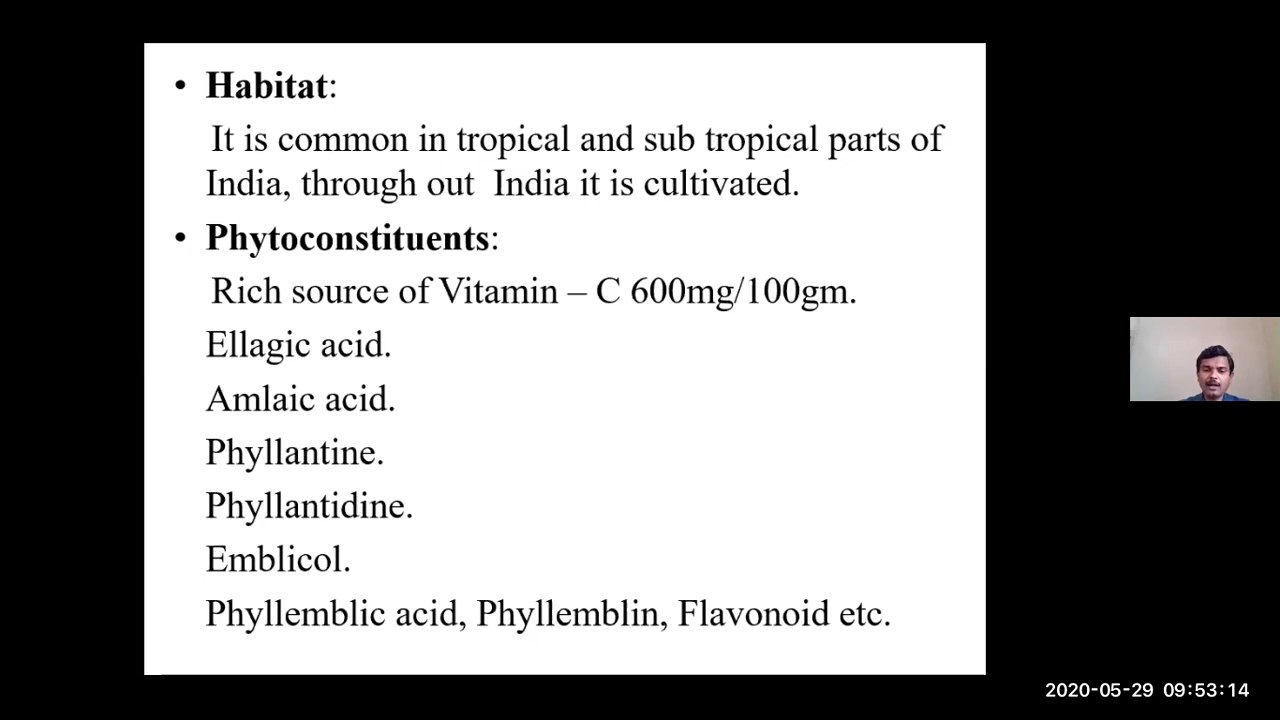 • Habitat:
It is common in tropical and sub tropical parts of
India, through out India it is cultivated.
• Phytoconstituents:
Rich source of Vitamin – C 600mg/100gm.
Ellagic acid.
Amlaic acid.
Phyllantine.
Phyllantidine.
Emblicol.
Phyllemblic acid, Phyllemblin, Flavonoid etc.
2020-05-29 09:53:14